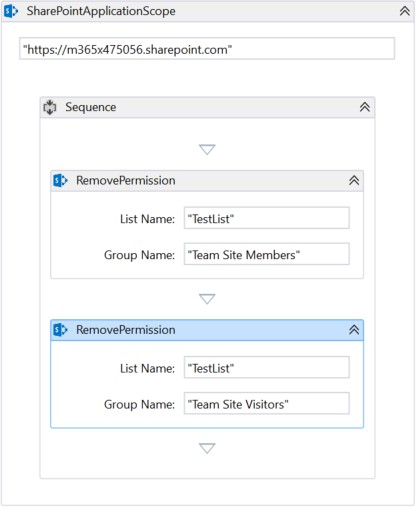 SharePointApplicationScope
"https://m365x475056.sharepoint.com"
Sequence
RemovePermission
List Name: "TestList"
Group Name: "Team Site Members"
RemovePermission
List Name: "TestList"
Group Name: "Team Site Visitors"